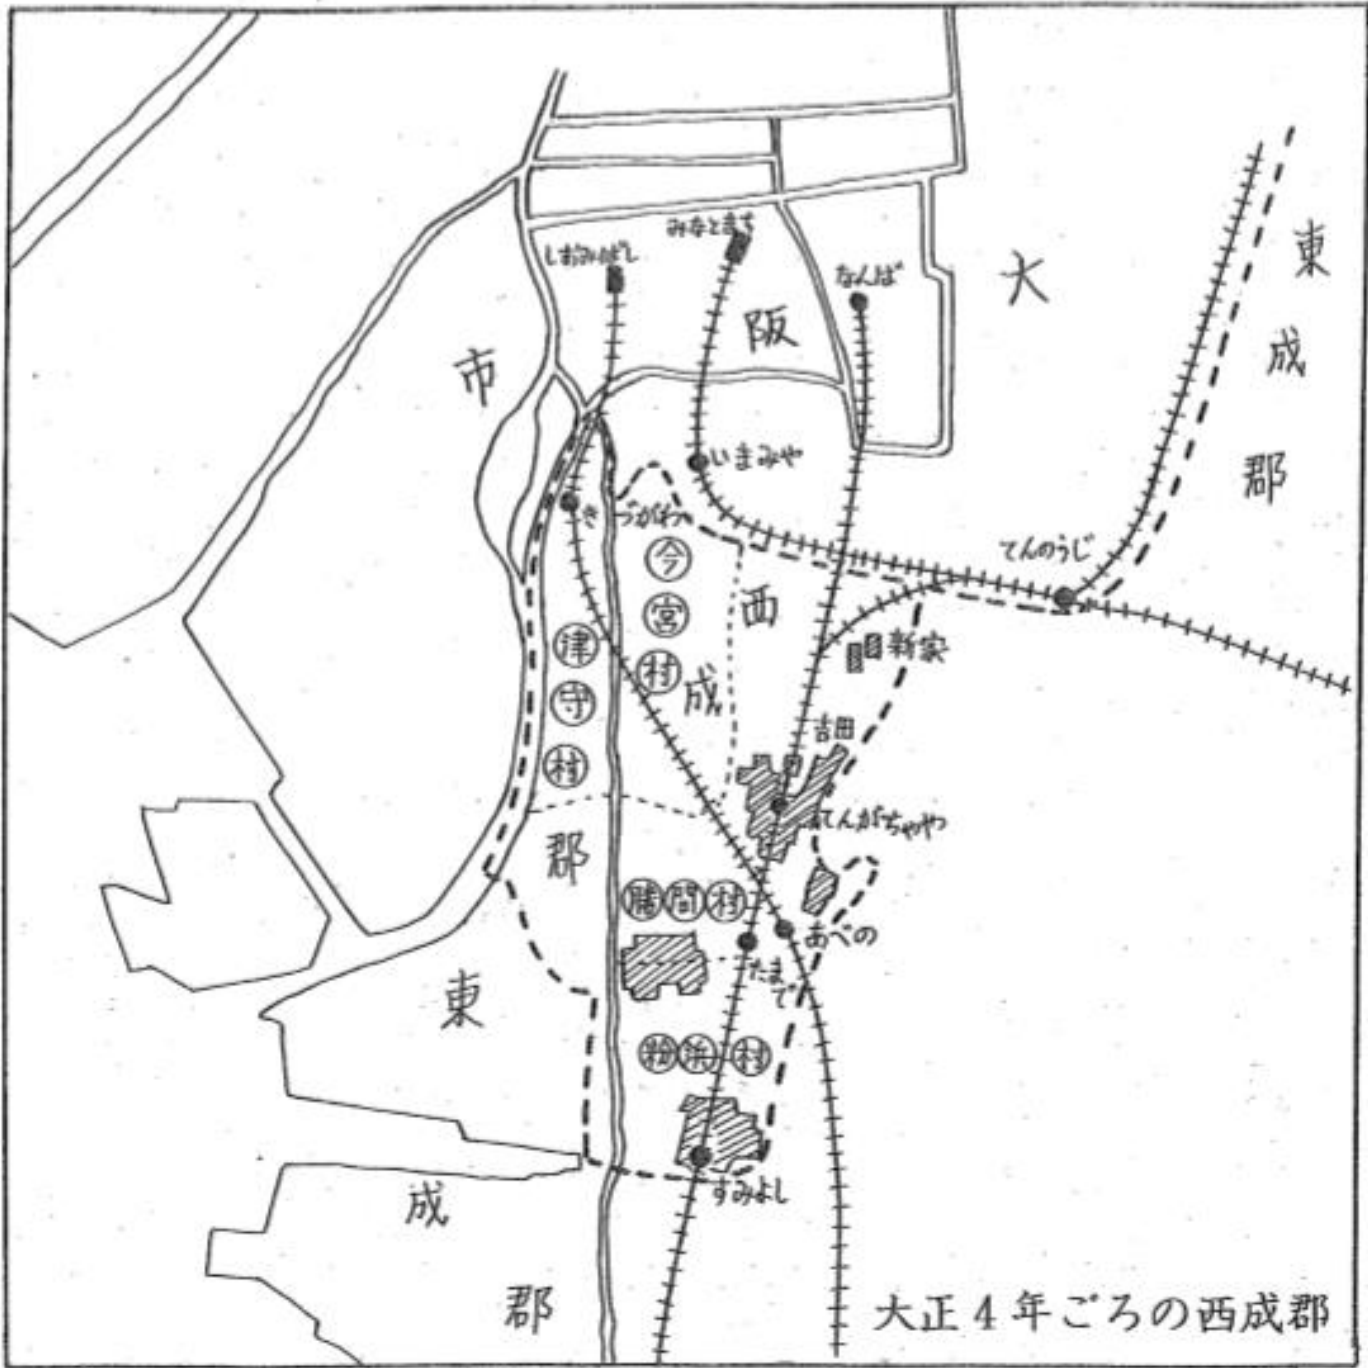 みなとまち
しおみばし
なんば
大阪市
東成郡
いまみや
きづがわ
てんのうじ
今宮村
西成郡
新家
津守村
吉田
てんがちゃや
勝間村
あべの
たまで
粉浜村
東成郡
すみよし
大正4年ごろの西成郡